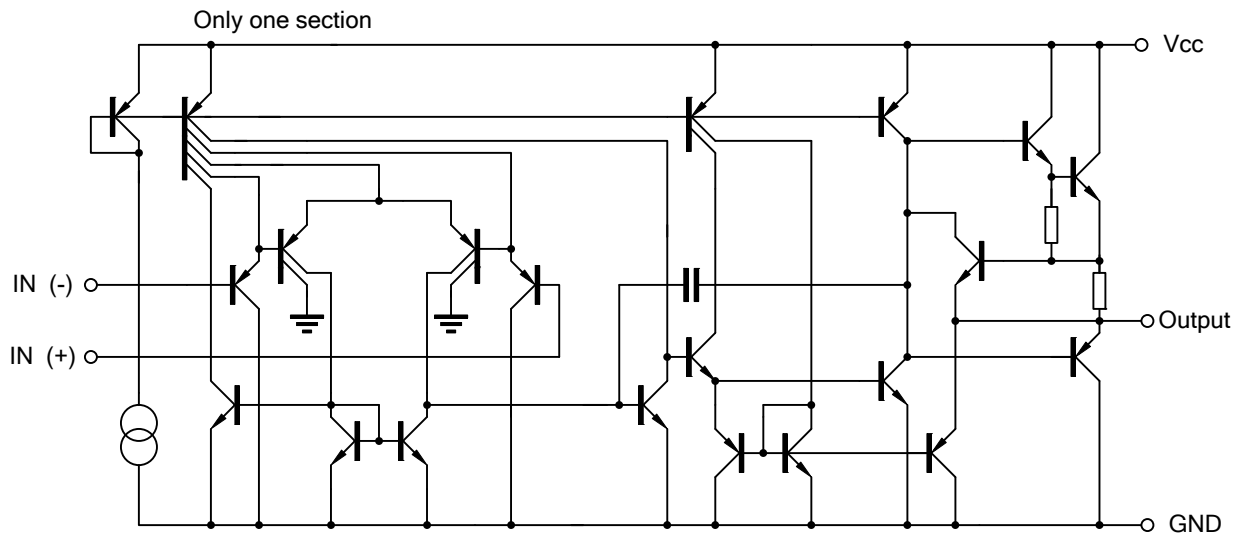 Only one section
Vcc
IN (-)
Output
IN (+)
GND